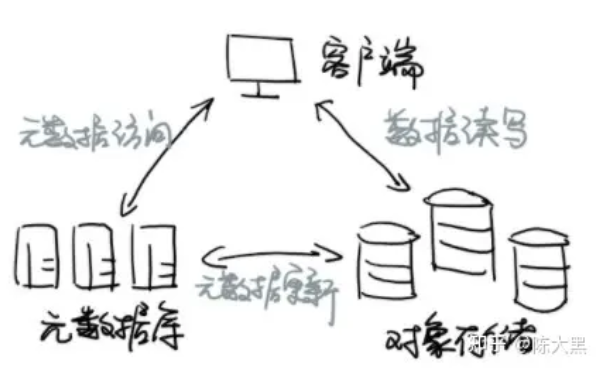 客户端
元数据访问
数据读写
元数据更新
元数据库
对象存储
知乎 @陈大黑